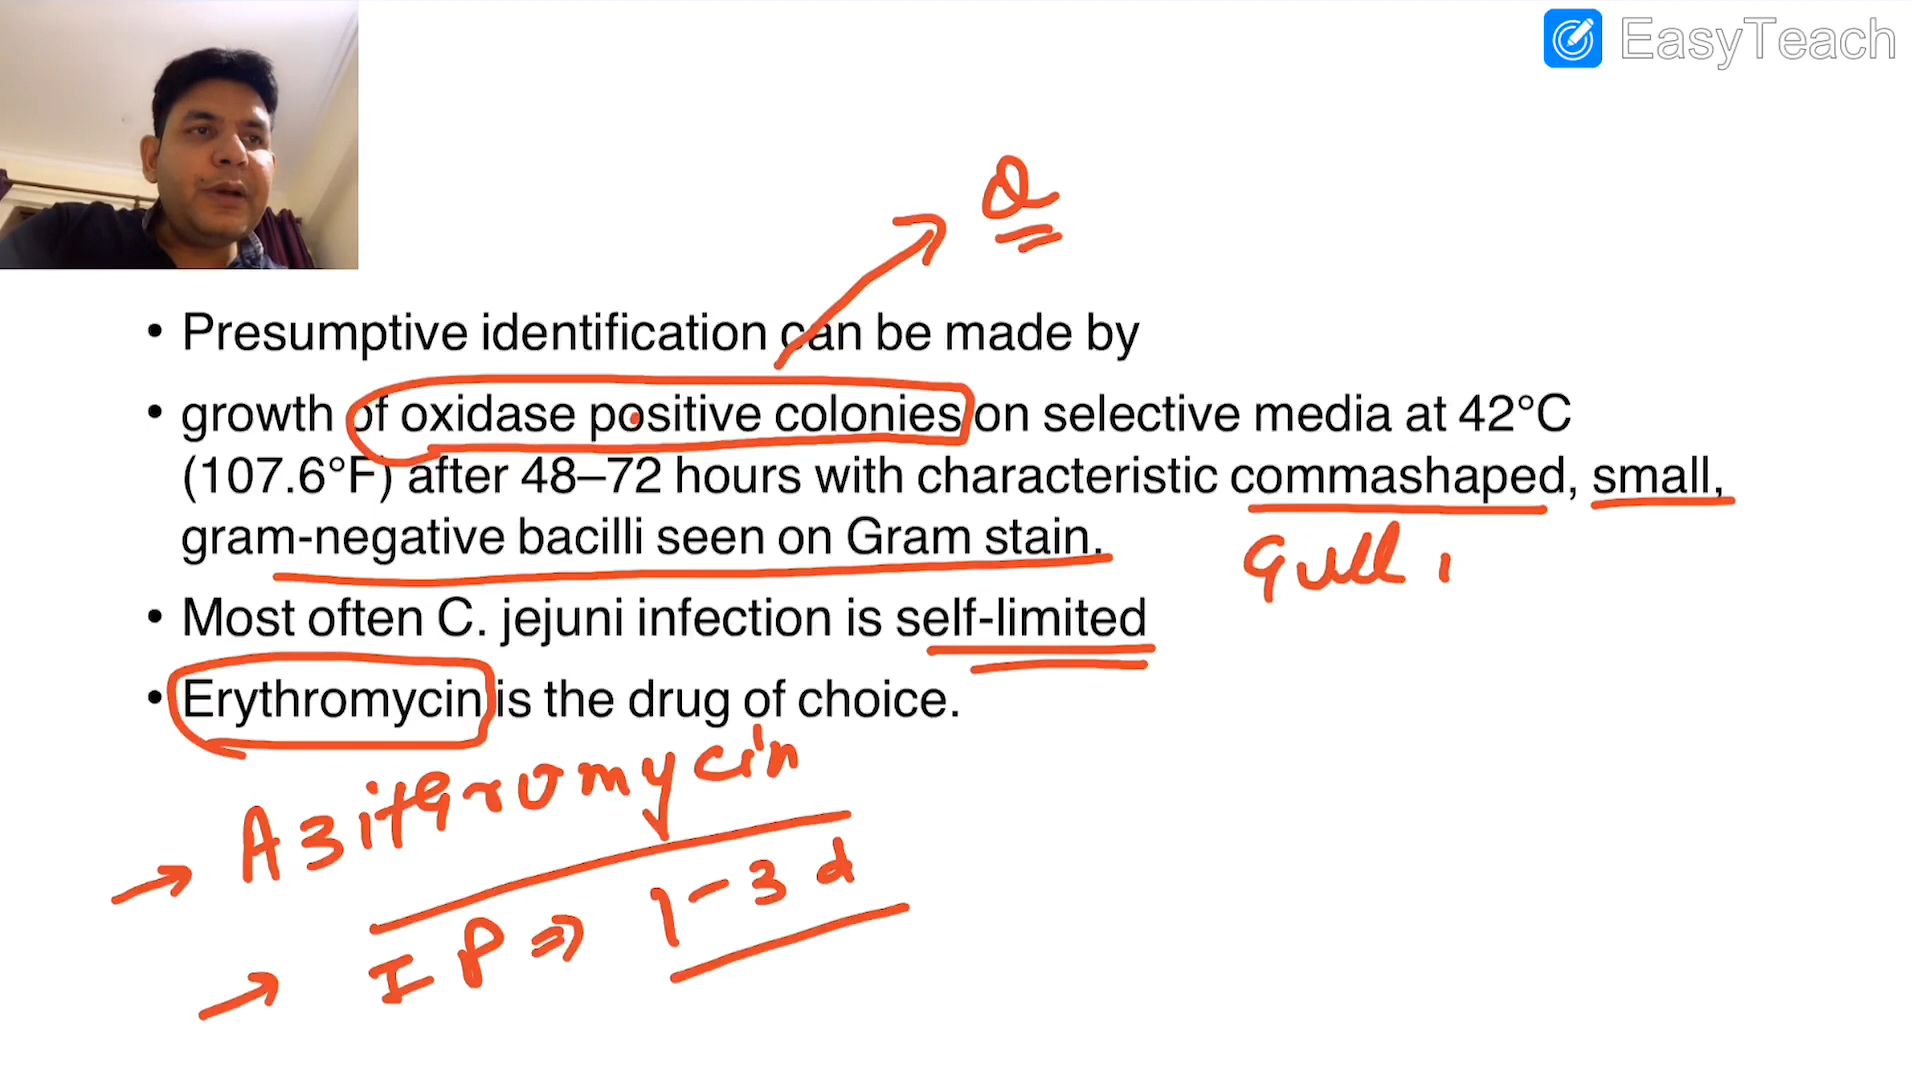 EasyTeach
Q
• Presumptive identification can be made by
• growth of oxidase positive colonies on selective media at 42°C
(107.6°F) after 48–72 hours with characteristic commashaped, small,
gram-negative bacilli seen on Gram stain.
Gull
• Most often C. jejuni infection is self-limited
• Erythromycin is the drug of choice.
→ Azithromycin
→ IP ⇒ 1-3 d